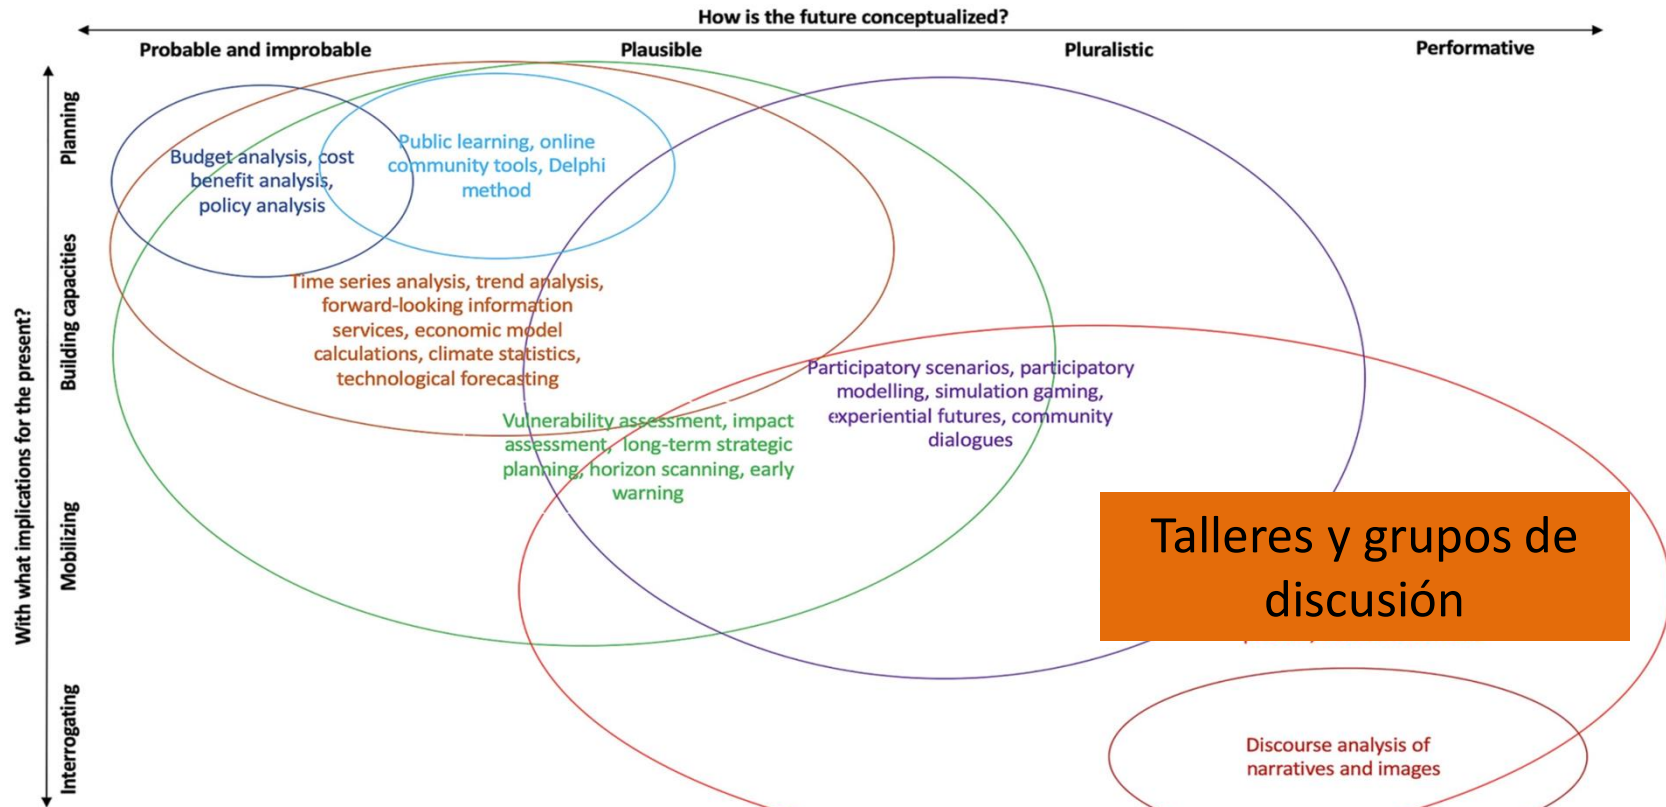 How is the future conceptualized?
Probable and improbable
Plausible
Pluralistic
Performative
With what implications for the present?
Planning
Building capacities
Mobilizing
Interrogating
Budget analysis, cost
benefit analysis,
policy analysis
Public learning, online
community tools, Delphi
method
Time series analysis, trend analysis,
forward-looking information
services, economic model
calculations, climate statistics,
technological forecasting
Vulnerability assessment, impact
assessment, long-term strategic
planning, horizon scanning, early
warning
Participatory scenarios, participatory
modelling, simulation gaming,
experiential futures, community
dialogues
Talleres y grupos de
discusión
Discourse analysis of
narratives and images